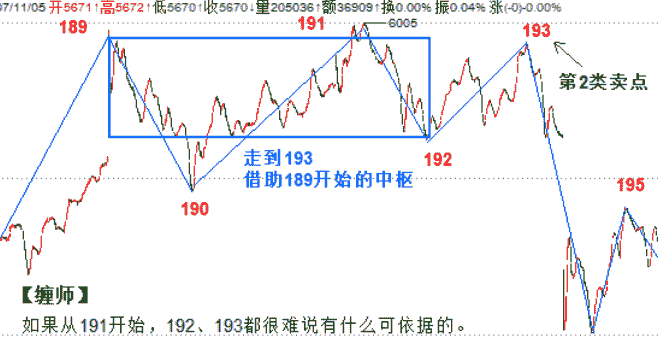 07/11/05 开5671↑高5672↑低5670↑收5670↓量205036↑额36909↑换0.00% 振0.04% 涨(-0)-0.00%
189
191
6005
193
第2类卖点
走到193
192
借助189开始的中枢
190
195
【缠师】
如果从191开始，192、193都很难说有什么可依据的。